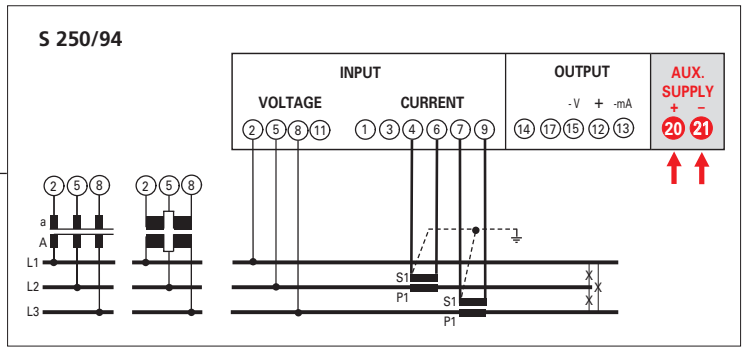 S 250/94
INPUT OUTPUT AUX.
SUPPLY
VOLTAGE CURRENT - V + -mA + –
2 5 8 11 1 3 4 6 7 9 14 17 15 12 13 20 21
2 5 8 2 5 8
a
A
L1
S1
L2
P1
S1
L3
P1